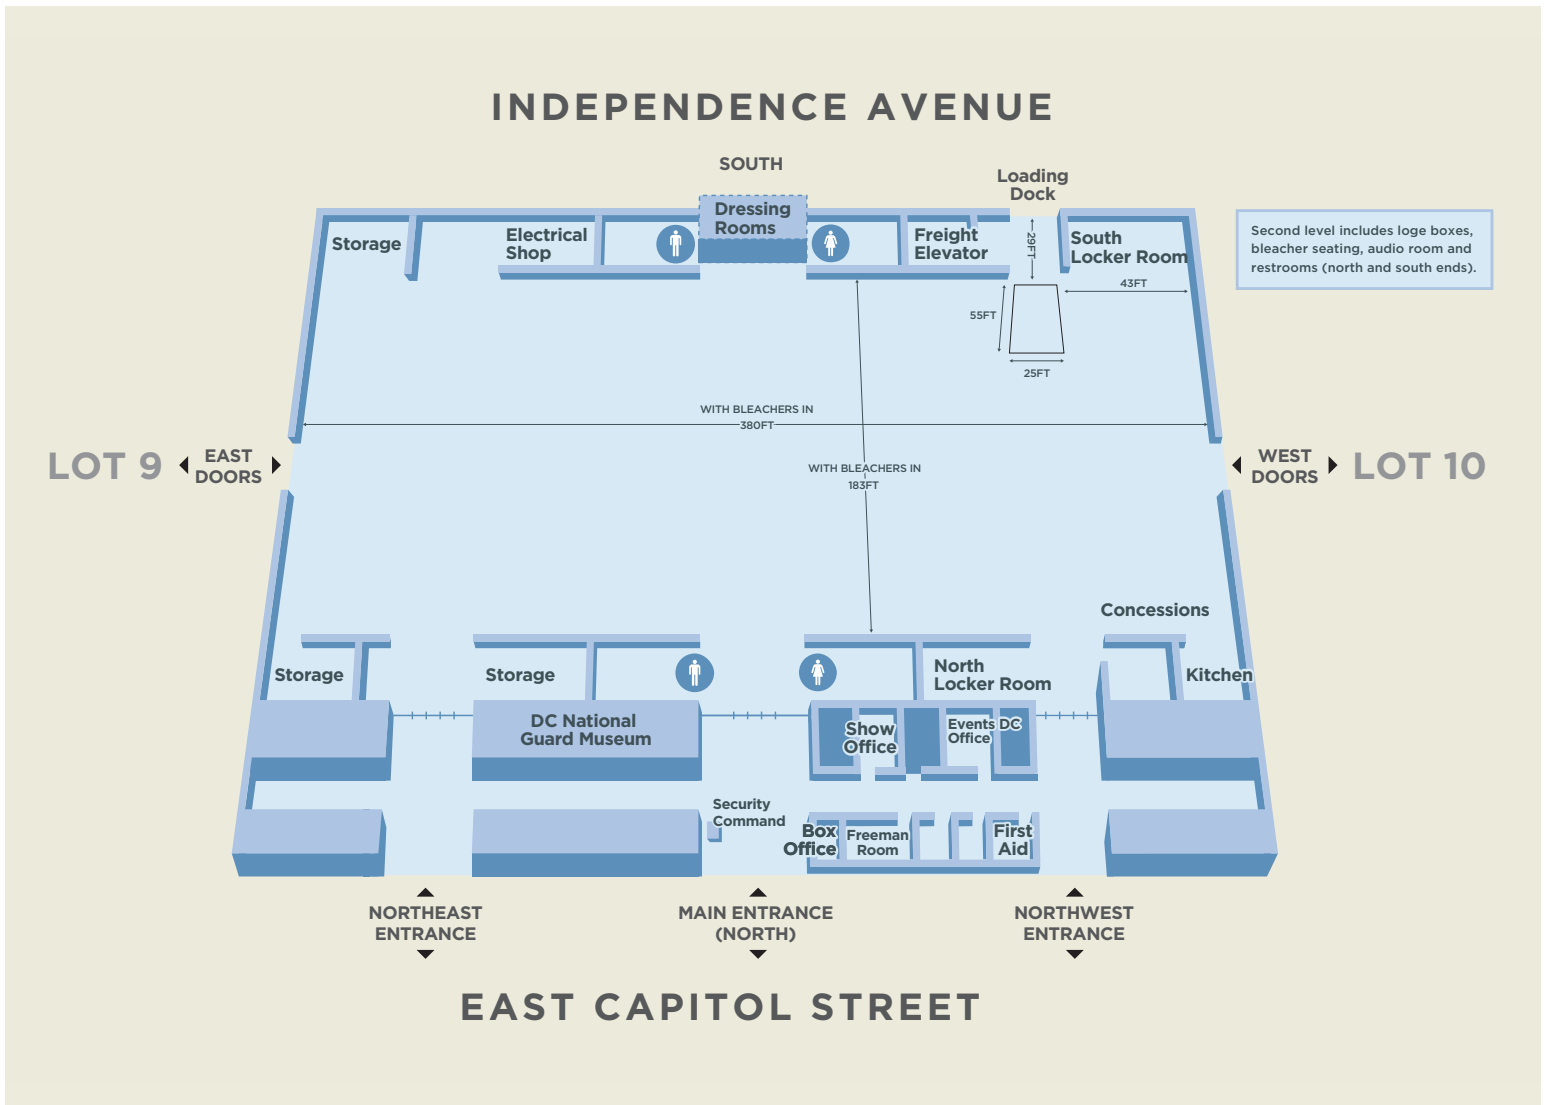 INDEPENDENCE AVENUE
SOUTH
Loading
Dock
Dressing
Rooms
Storage
Electrical
Shop
Freight
Elevator
29FT
South
Locker Room
Second level includes loge boxes,
bleacher seating, audio room and
restrooms (north and south ends).
43FT
55FT
25FT
WITH BLEACHERS IN
380FT
LOT 9
EAST
DOORS
WITH BLEACHERS IN
183FT
WEST
DOORS
LOT 10
Concessions
Storage
Storage
North
Locker Room
Kitchen
DC National
Guard Museum
Show
Office
Events DC
Office
Security
Command
Box
Office
Freeman
Room
First
Aid
NORTHEAST
ENTRANCE
MAIN ENTRANCE
(NORTH)
NORTHWEST
ENTRANCE
EAST CAPITOL STREET